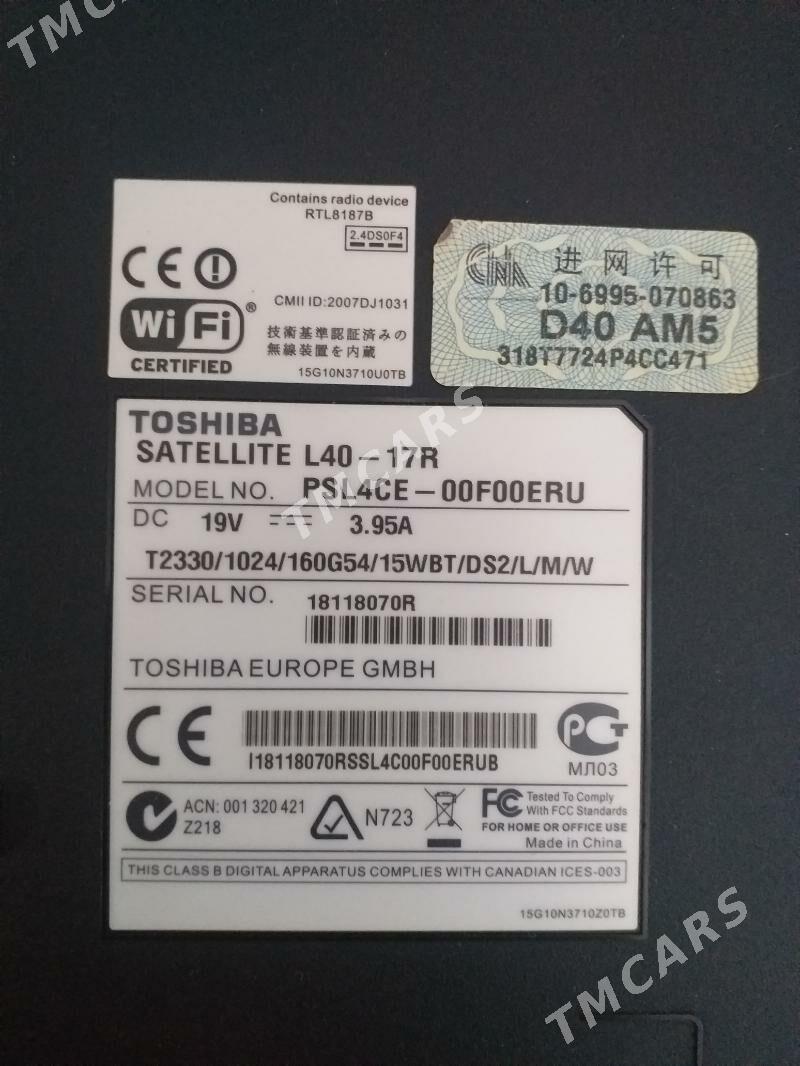 TMCARS
Contains radio device
RTL8187B
2.4DS0F4
CE
CMII ID:2007DJ1031
Wi Fi®
CERTIFIED
技術基準認証済みの
無線装置を内蔵
15G10N3710U0TB
CNA 进网许可
10-6995-070863
D40 AM5
318T7724P4CC471
TOSHIBA
SATELLITE L40-17R
MODEL NO. PSL4CE-00F00ERU
DC 19V 3.95A
T2330/1024/160G54/15WBT/DS2/L/M/W
SERIAL NO. 18118070R
TOSHIBA EUROPE GMBH
CE
I18118070RSSL4C00F00ERUB
РСТ
МЛ03
ACN: 001 320 421
Z218
N723
FC Tested To Comply
With FCC Standards
FOR HOME OR OFFICE USE
Made in China
THIS CLASS B DIGITAL APPARATUS COMPLIES WITH CANADIAN ICES-003
15G10N3710Z0TB
TMCARS
TMCARS